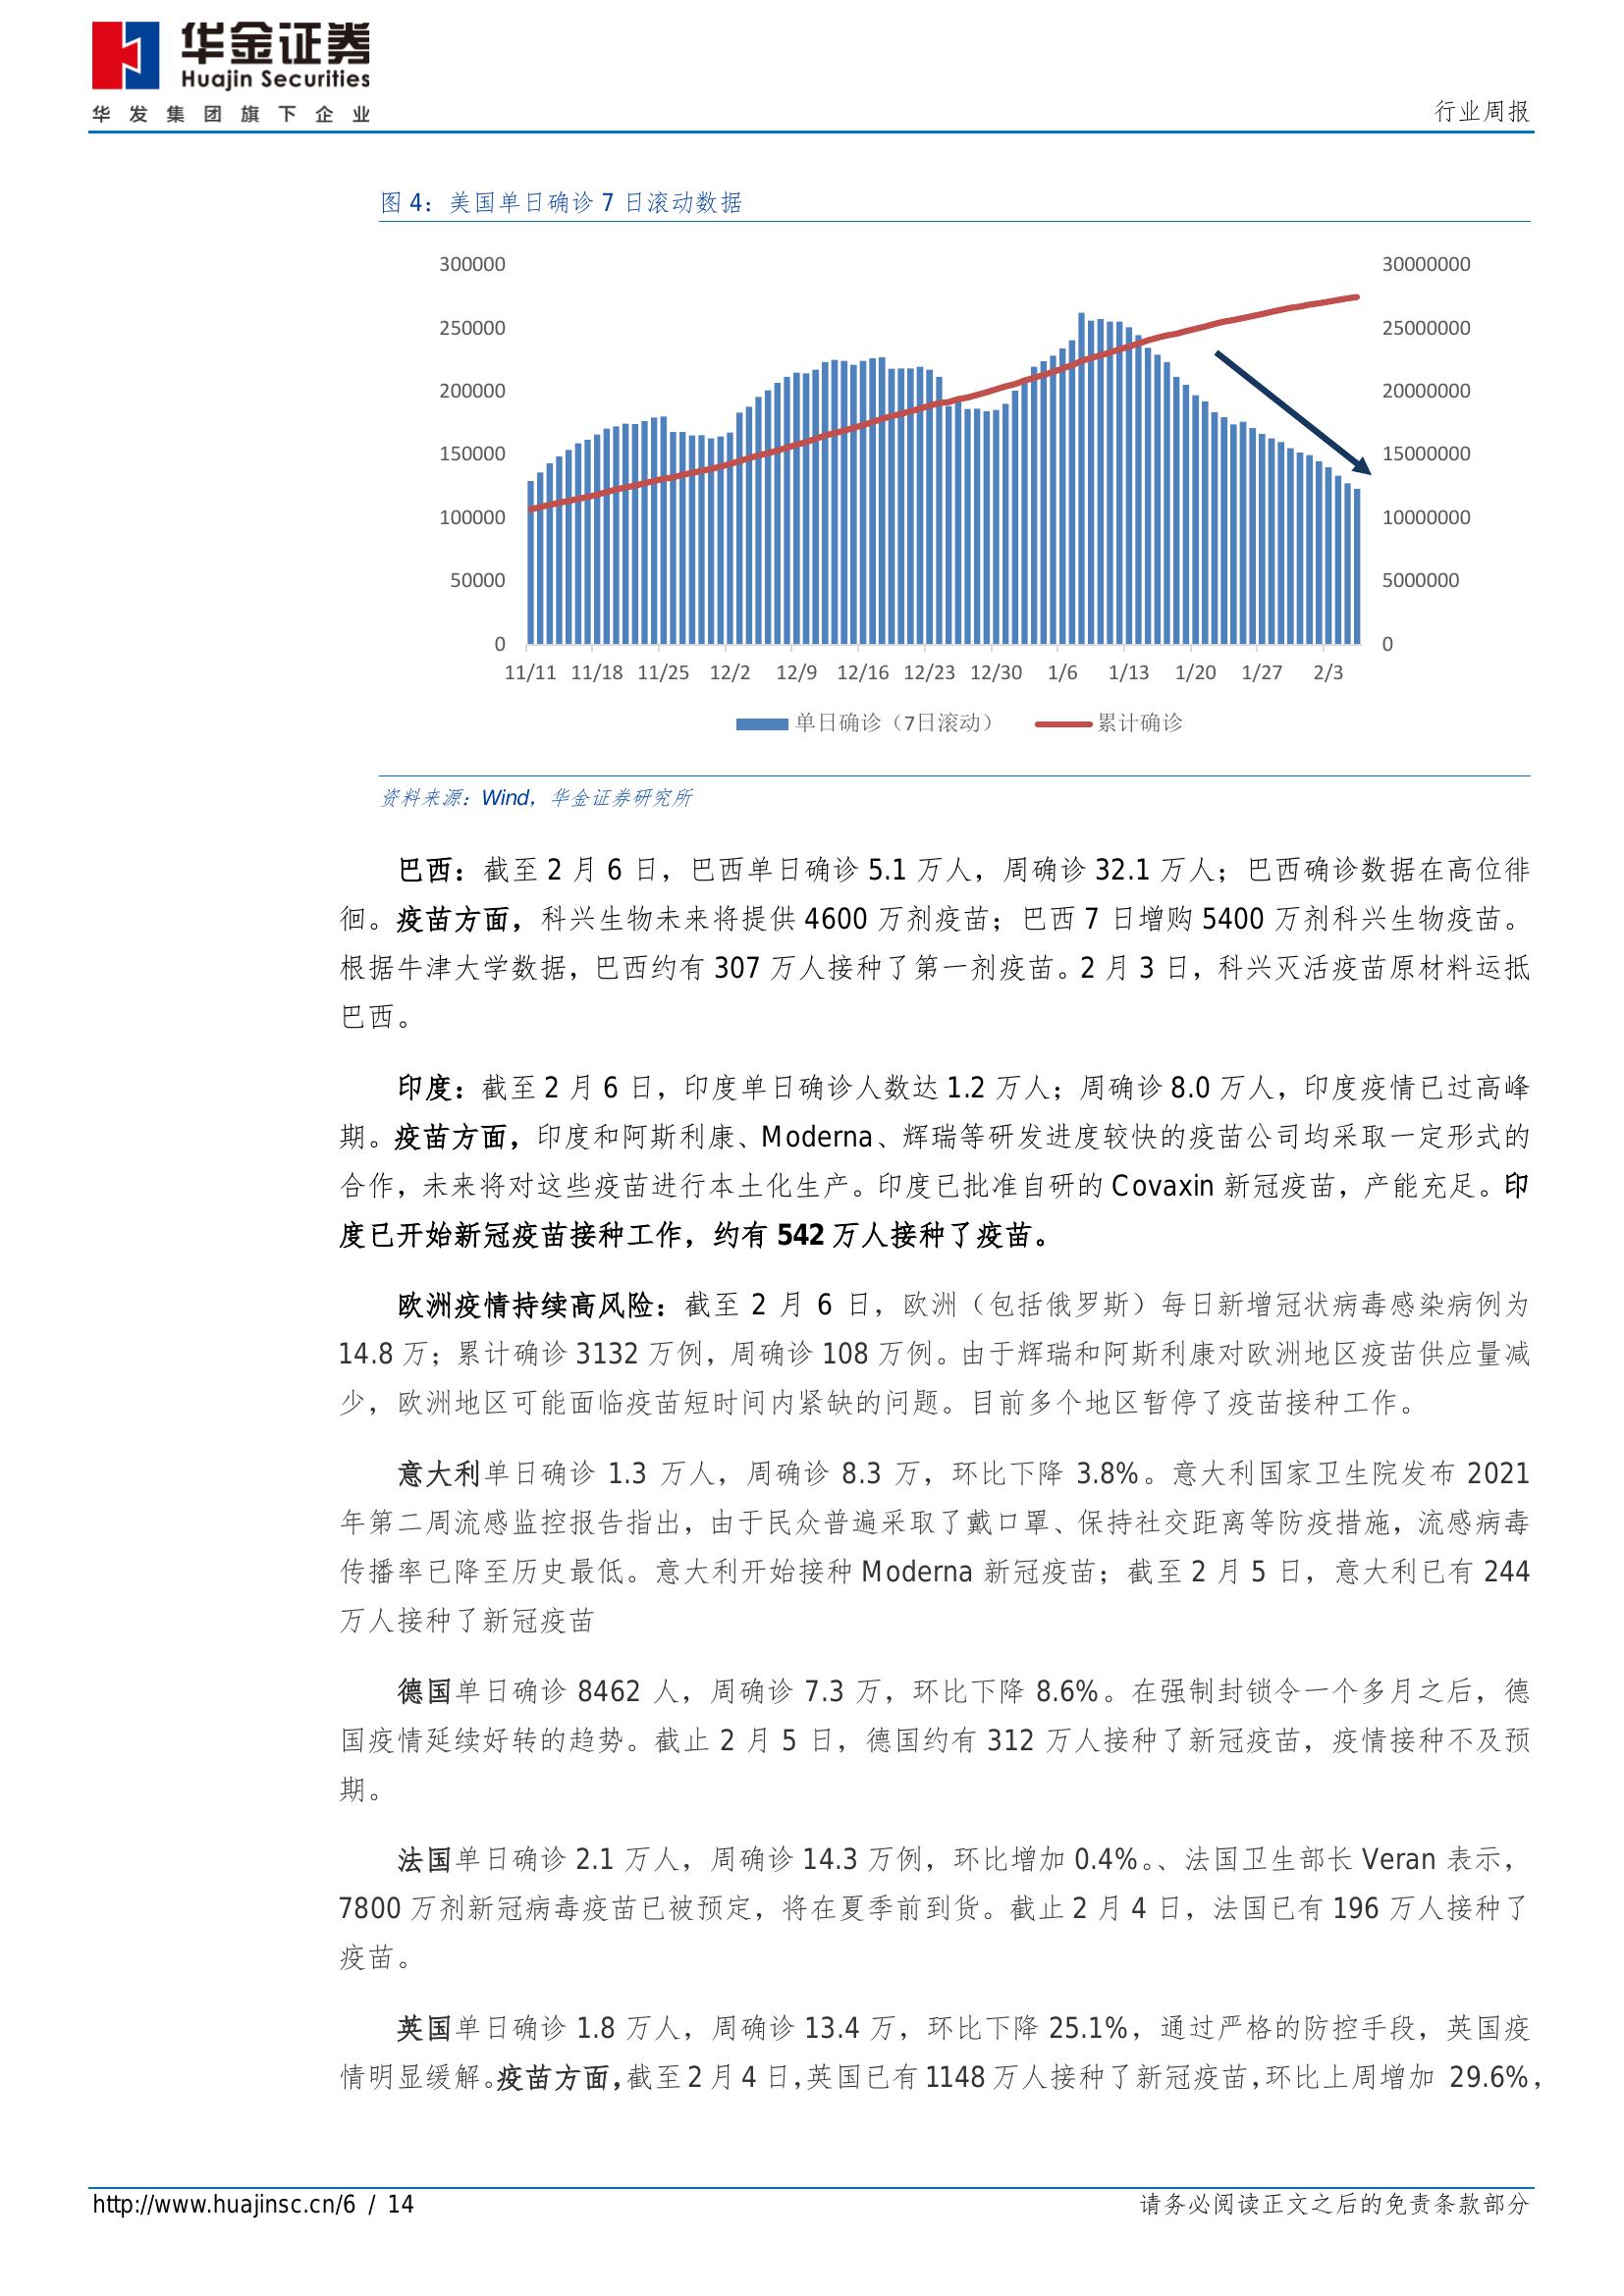 华金证券
Huajin Securities
华发集团旗下企业
行业周报
图 4：美国单日确诊 7 日滚动数据
300000
250000
200000
150000
100000
50000
0
30000000
25000000
20000000
15000000
10000000
5000000
0
11/11 11/18 11/25 12/2 12/9 12/16 12/23 12/30 1/6 1/13 1/20 1/27 2/3
单日确诊（7日滚动） 累计确诊
资料来源：Wind，华金证券研究所
巴西：截至 2 月 6 日，巴西单日确诊 5.1 万人，周确诊 32.1 万人；巴西确诊数据在高位徘
徊。疫苗方面，科兴生物未来将提供 4600 万剂疫苗；巴西 7 日增购 5400 万剂科兴生物疫苗。
根据牛津大学数据，巴西约有 307 万人接种了第一剂疫苗。2 月 3 日，科兴灭活疫苗原材料运抵
巴西。
印度：截至 2 月 6 日，印度单日确诊人数达 1.2 万人；周确诊 8.0 万人，印度疫情已过高峰
期。疫苗方面，印度和阿斯利康、Moderna、辉瑞等研发进度较快的疫苗公司均采取一定形式的
合作，未来将对这些疫苗进行本土化生产。印度已批准自研的 Covaxin 新冠疫苗，产能充足。印
度已开始新冠疫苗接种工作，约有 542 万人接种了疫苗。
欧洲疫情持续高风险：截至 2 月 6 日，欧洲（包括俄罗斯）每日新增冠状病毒感染病例为
14.8 万；累计确诊 3132 万例，周确诊 108 万例。由于辉瑞和阿斯利康对欧洲地区疫苗供应量减
少，欧洲地区可能面临疫苗短时间内紧缺的问题。目前多个地区暂停了疫苗接种工作。
意大利单日确诊 1.3 万人，周确诊 8.3 万，环比下降 3.8%。意大利国家卫生院发布 2021
年第二周流感监控报告指出，由于民众普遍采取了戴口罩、保持社交距离等防疫措施，流感病毒
传播率已降至历史最低。意大利开始接种 Moderna 新冠疫苗；截至 2 月 5 日，意大利已有 244
万人接种了新冠疫苗
德国单日确诊 8462 人，周确诊 7.3 万，环比下降 8.6%。在强制封锁令一个多月之后，德
国疫情延续好转的趋势。截止 2 月 5 日，德国约有 312 万人接种了新冠疫苗，疫情接种不及预
期。
法国单日确诊 2.1 万人，周确诊 14.3 万例，环比增加 0.4%。、法国卫生部长 Veran 表示，
7800 万剂新冠病毒疫苗已被预定，将在夏季前到货。截止 2 月 4 日，法国已有 196 万人接种了
疫苗。
英国单日确诊 1.8 万人，周确诊 13.4 万，环比下降 25.1%，通过严格的防控手段，英国疫
情明显缓解。疫苗方面，截至 2 月 4 日，英国已有 1148 万人接种了新冠疫苗，环比上周增加 29.6%，
http://www.huajinsc.cn/6 / 14
请务必阅读正文之后的免责条款部分